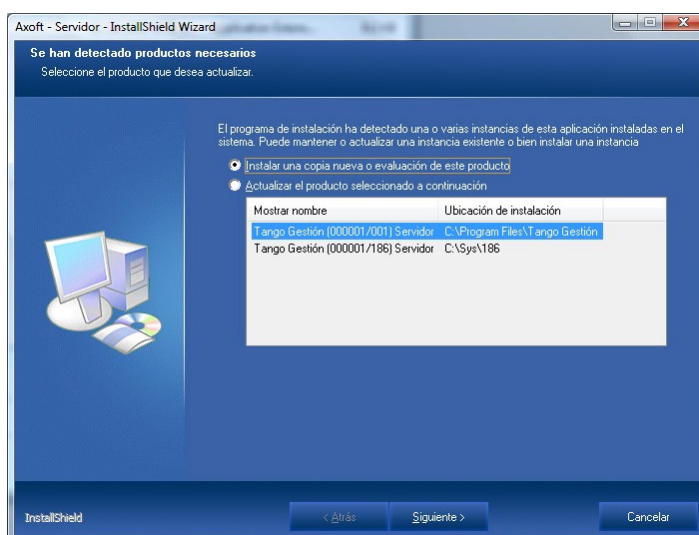 Axoft - Servidor - InstallShield Wizard
Se han detectado productos necesarios
Seleccione el producto que desea actualizar.
El programa de instalación ha detectado una o varias instancias de esta aplicación instaladas en el
sistema. Puede mantener o actualizar una instancia existente o bien instalar una instancia
Instalar una copia nueva o evaluación de este producto
Actualizar el producto seleccionado a continuación
Mostrar nombre Ubicación de instalación
Tango Gestión (000001/001) Servidor C:\Program Files\Tango Gestión
Tango Gestión (000001/186) Servidor C:\Sys\186
InstallShield
< Atrás Siguiente > Cancelar